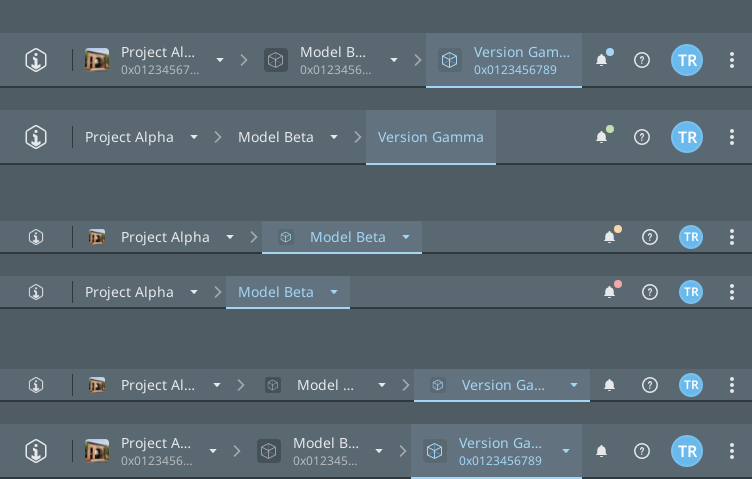 Project Al... Model B... Version Gam... TR
0x01234567... 0x0123456... 0x0123456789
Project Alpha Model Beta Version Gamma TR
Project Alpha Model Beta TR
Project Alpha Model Beta TR
Project Al... Model ... Version Ga... TR
Project A... Model B... Version Ga... TR
0x0123456... 0x012345... 0x0123456789